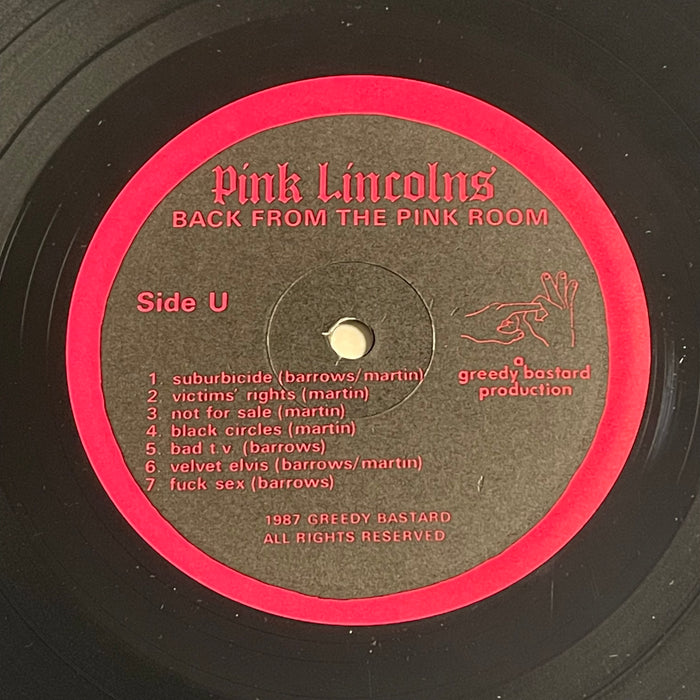 Pink Lincolns
BACK FROM THE PINK ROOM
Side U
1. suburbicide (barrows/martin)
2 victims' rights (martin)
3. not for sale (martin)
4. black circles (martin)
5. bad t.v. (barrows)
6. velvet elvis (barrows/martin)
7. fuck sex (barrows)
a
greedy bastard
production
1987 GREEDY BASTARD
ALL RIGHTS RESERVED